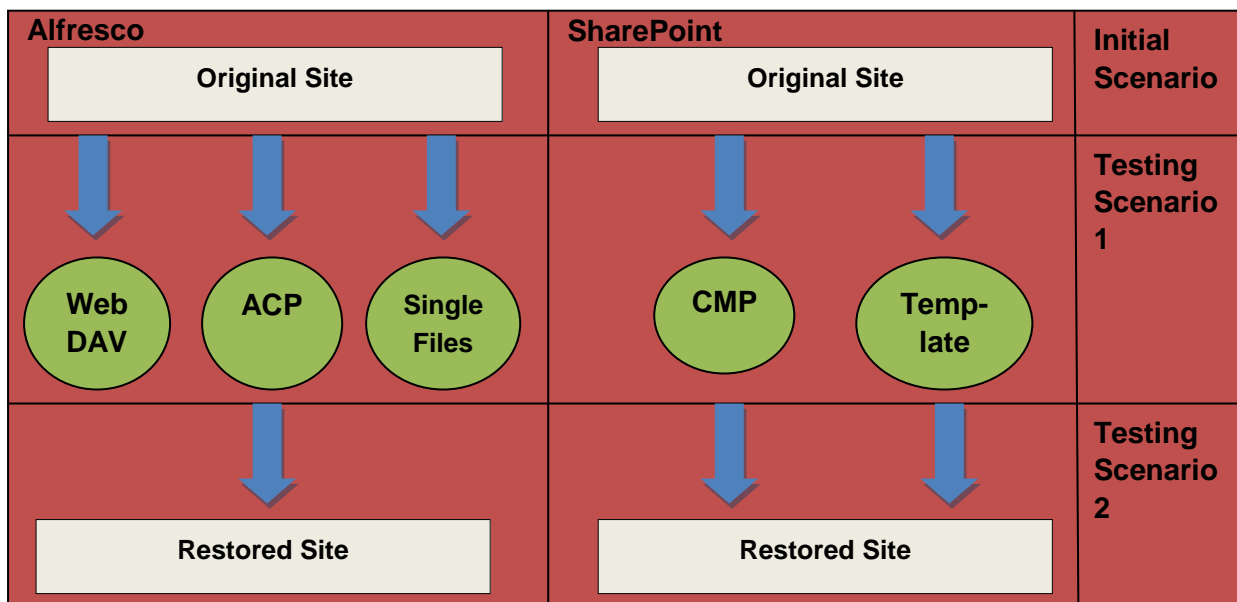 Alfresco
Original Site
SharePoint
Original Site
Initial
Scenario
Web
DAV
ACP
Single
Files
CMP
Temp-
late
Testing
Scenario
1
Restored Site
Restored Site
Testing
Scenario
2